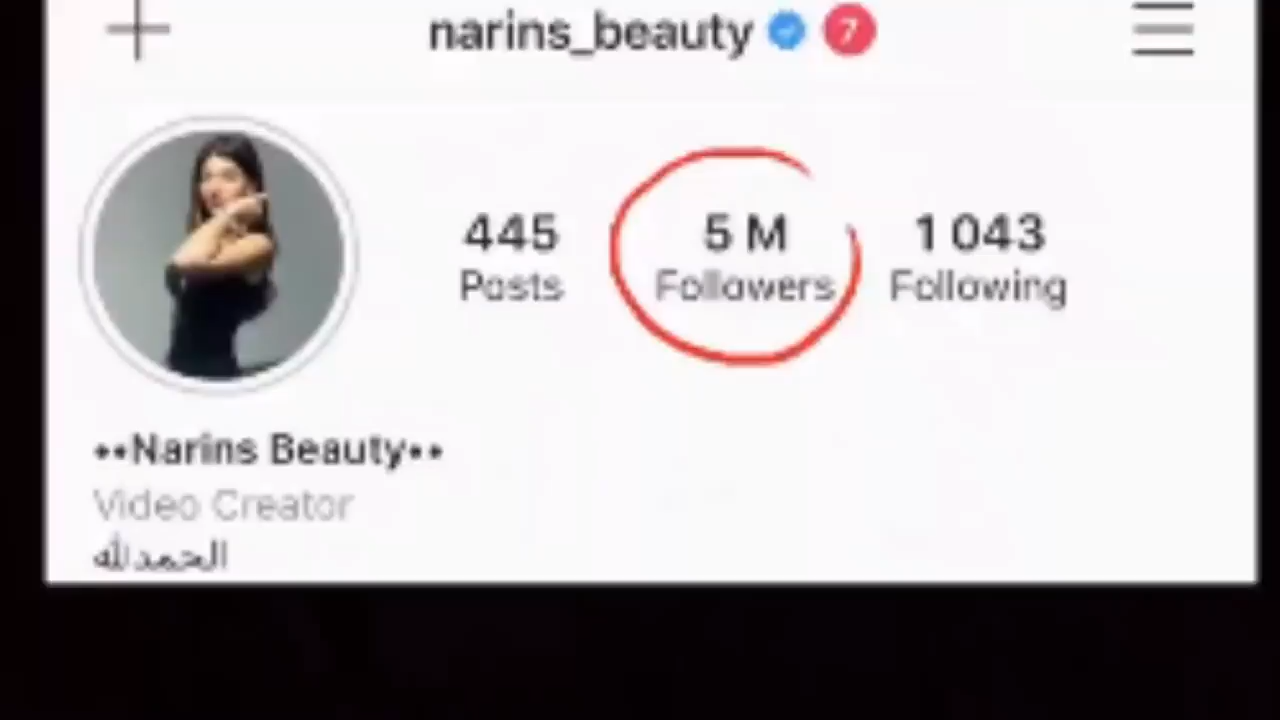 narins_beauty 7
445 5 M 1 043
Posts Followers Following
••Narins Beauty••
Video Creator
الحمدلله